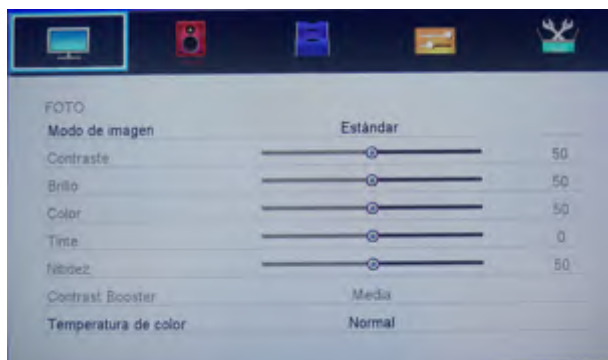 FOTO
Modo de imagen Estándar
Contraste 50
Brillo 50
Color 50
Tinte 0
Nitidez 50
Contrast Booster Media
Temperatura de color Normal